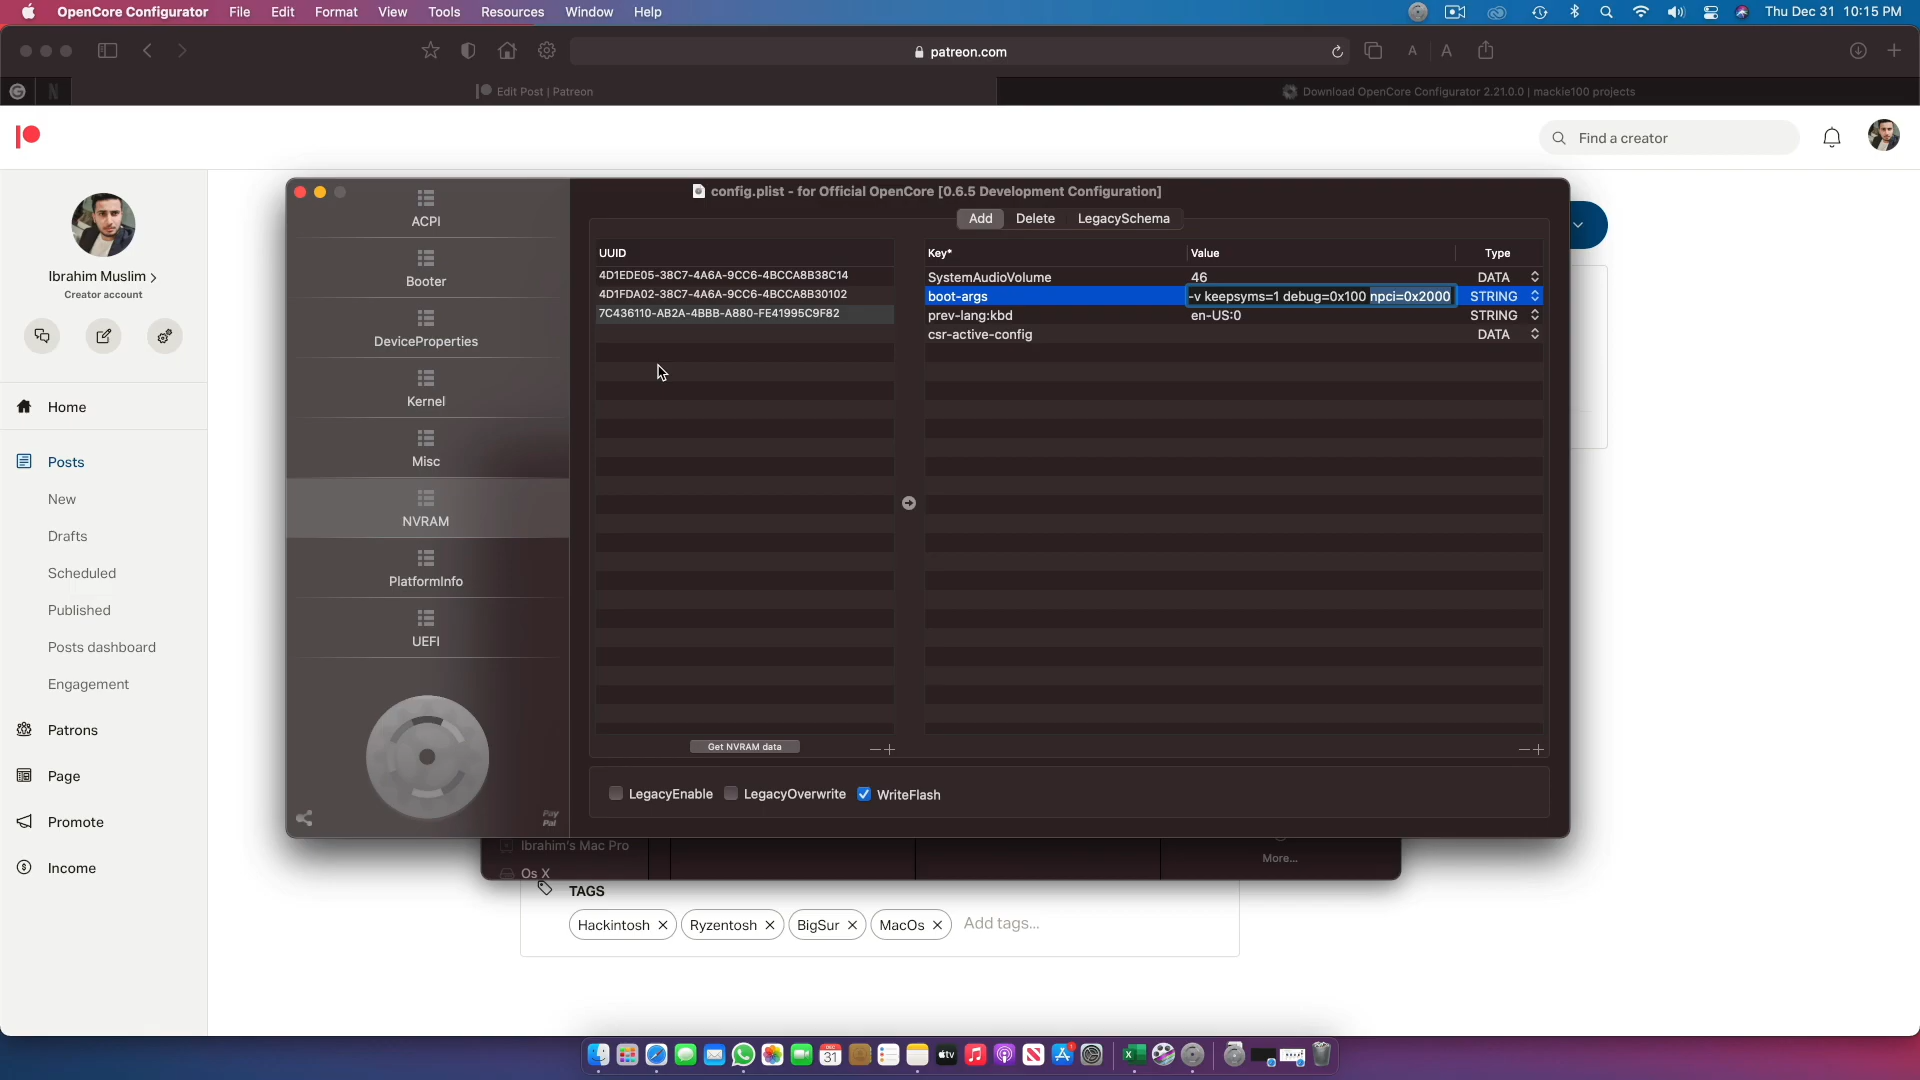 OpenCore Configurator File Edit Format View Tools Resources Window Help Thu Dec 31 10:15 PM
patreon.com
Edit Post | Patreon
Download OpenCore Configurator 2.21.0.0 | mackie100 projects
Find a creator
Ibrahim Muslim
Creator account
Home
Posts
New
Drafts
Scheduled
Published
Posts dashboard
Engagement
Patrons
Page
Promote
Income
config.plist - for Official OpenCore [0.6.5 Development Configuration]
ACPI
Booter
DeviceProperties
Kernel
Misc
NVRAM
PlatformInfo
UEFI
Pay
Pal
Add Delete LegacySchema
UUID
4D1EDE05-38C7-4A6A-9CC6-4BCCA8B38C14
4D1FDA02-38C7-4A6A-9CC6-4BCCA8B30102
7C436110-AB2A-4BBB-A880-FE41995C9F82
Key* Value Type
SystemAudioVolume 46 DATA
boot-args -v keepsyms=1 debug=0x100 npci=0x2000 STRING
prev-lang:kbd en-US:0 STRING
csr-active-config DATA
Get NVRAM data
LegacyEnable LegacyOverwrite WriteFlash
Ibrahim's Mac Pro
Os X
More...
TAGS
Hackintosh Ryzentosh BigSur MacOs Add tags...
DEC
31
tv